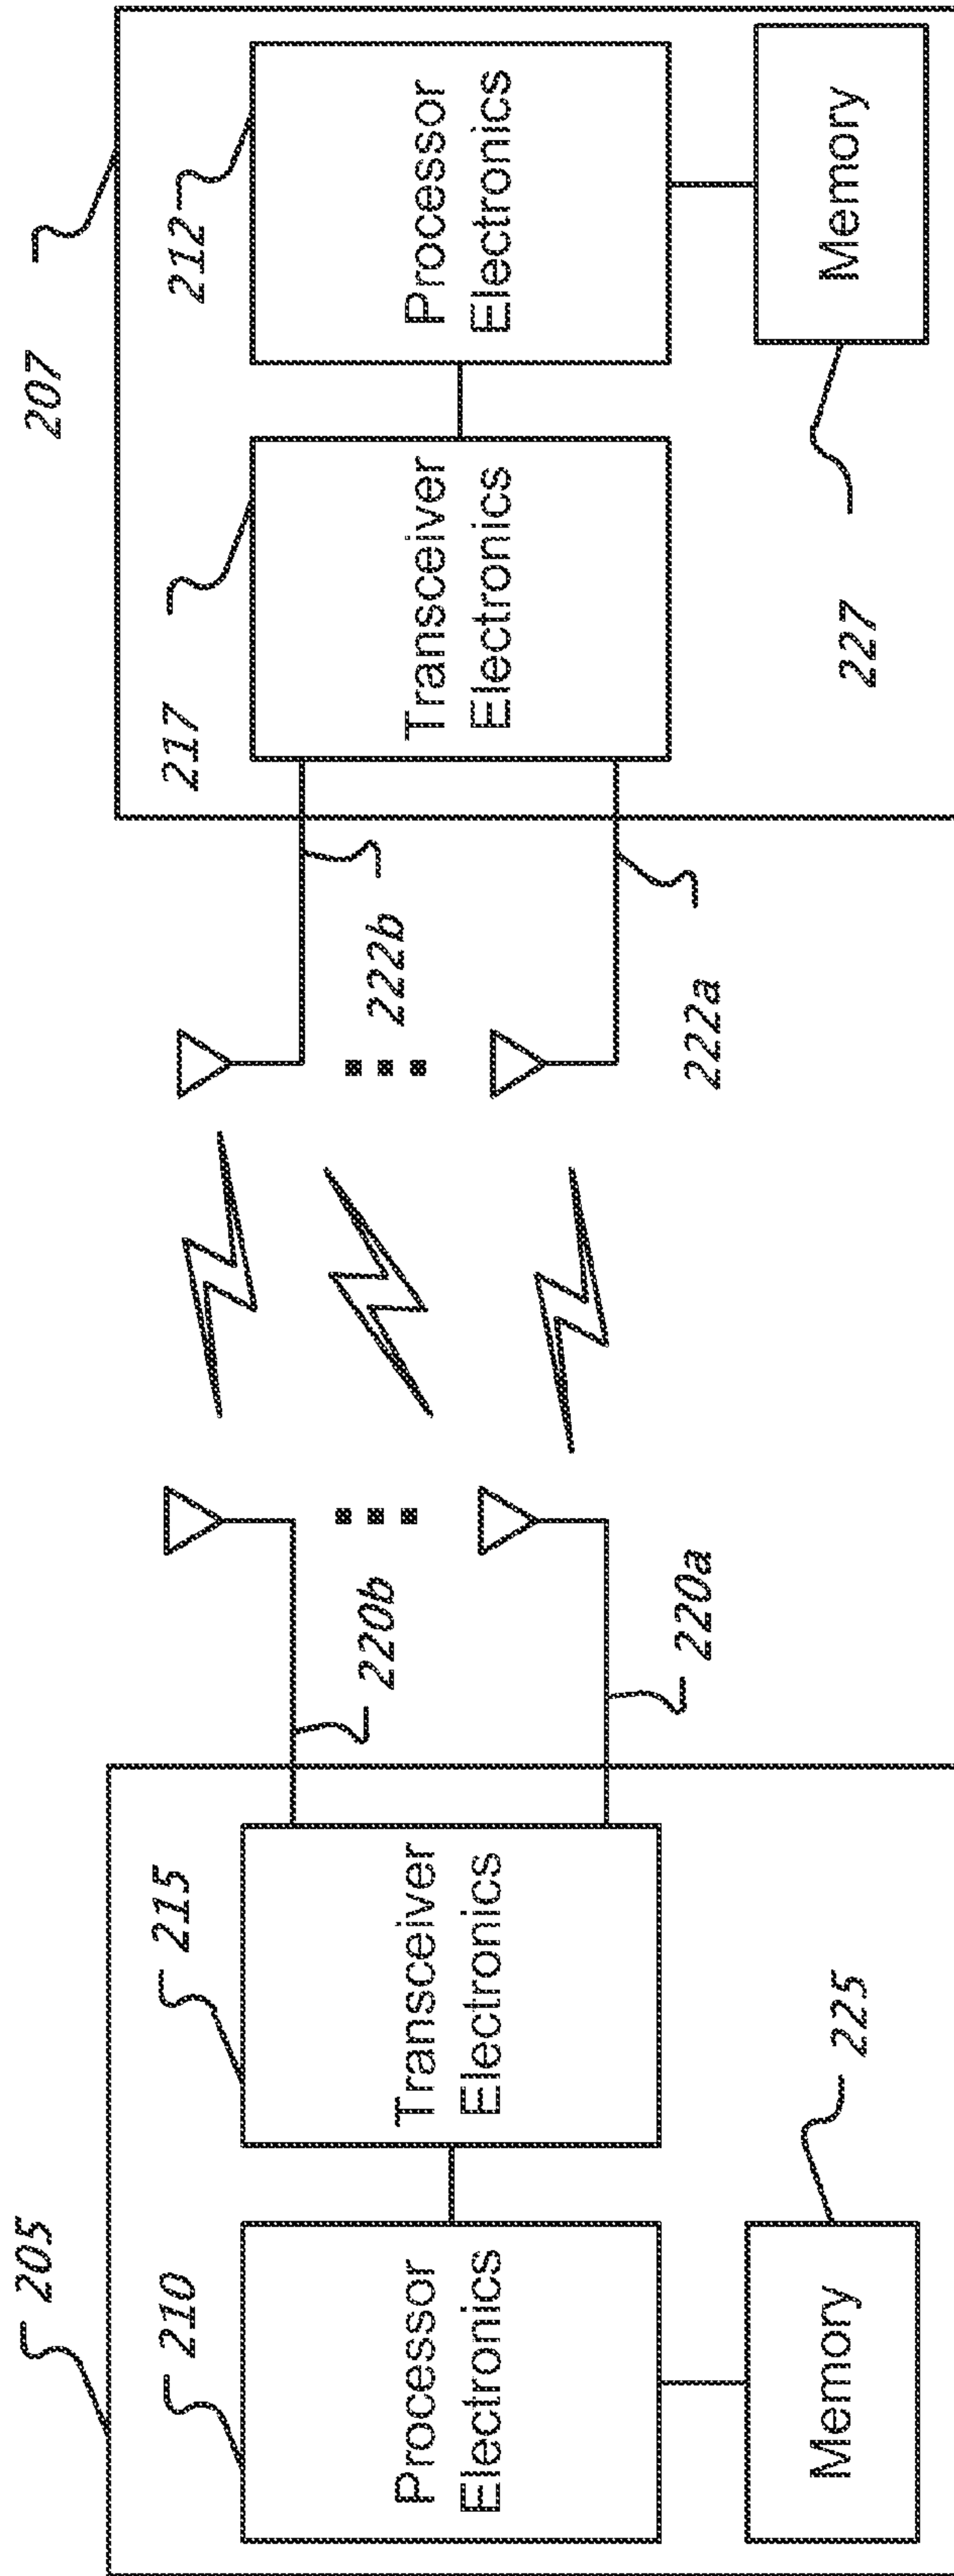 205
207
210
215
212
217
Processor
Electronics
Transceiver
Electronics
220b
220a
222b
222a
Transceiver
Electronics
Processor
Electronics
Memory
225
227
Memory